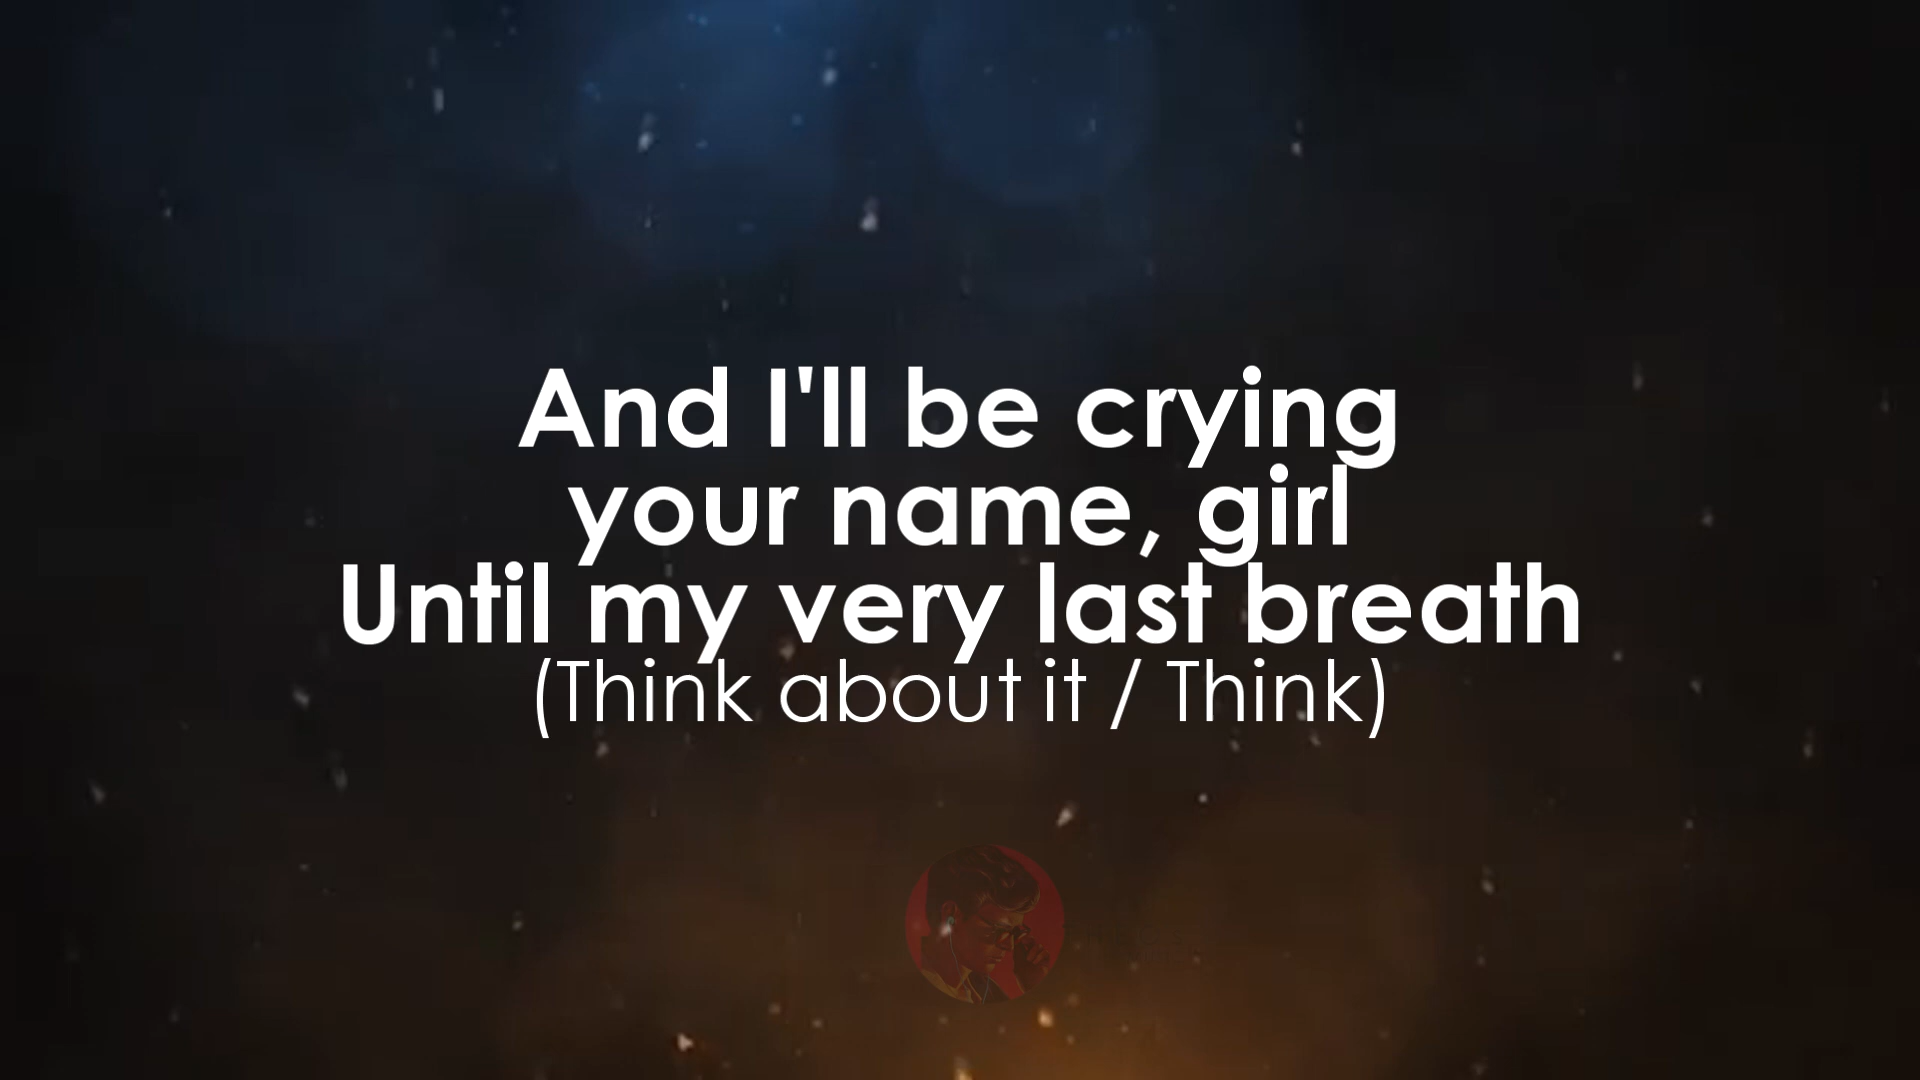 And I'll be crying
your name, girl
Until my very last breath
(Think about it / Think)